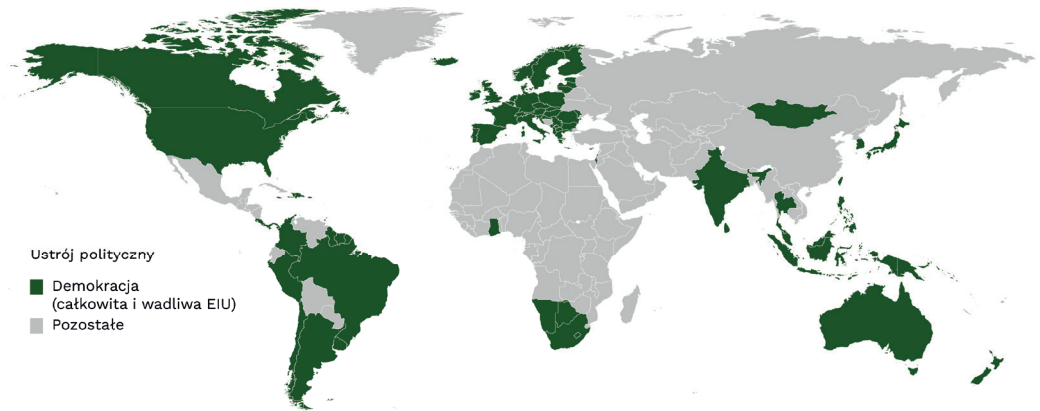 Ustrój polityczny
Demokracja
(całkowita i wadliwa EIU)
Pozostałe